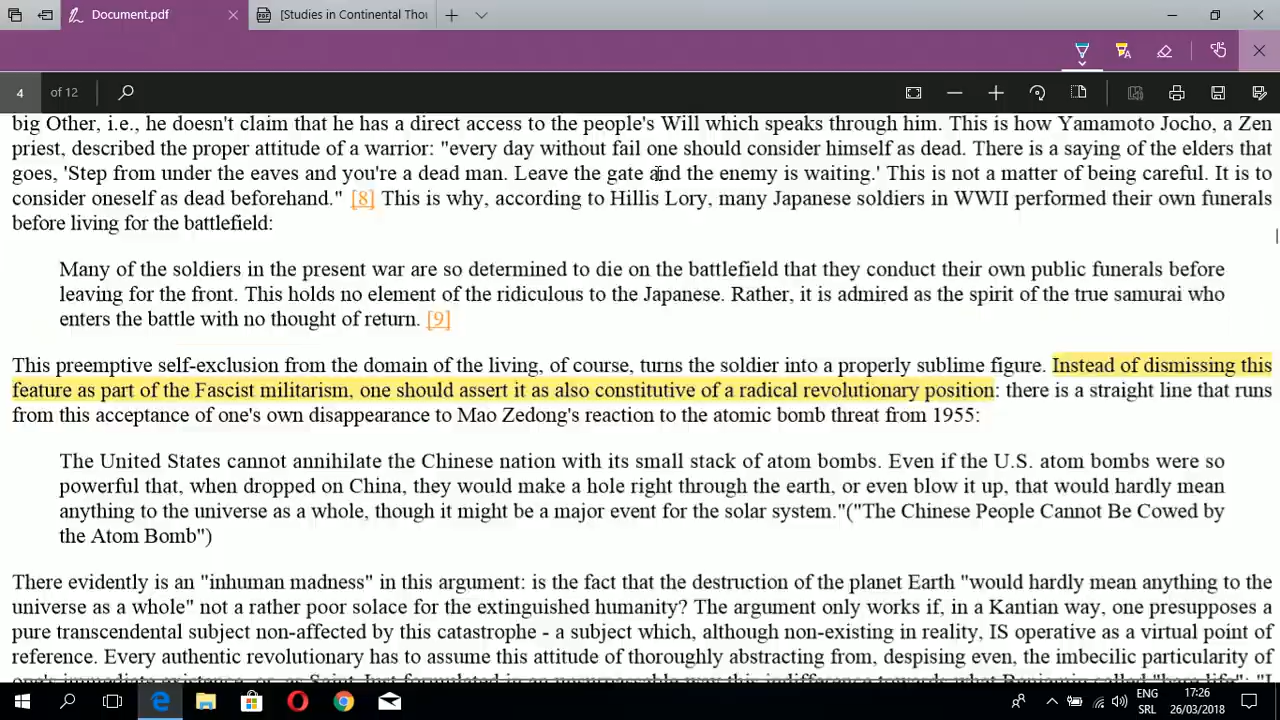 Document.pdf
[Studies in Continental Thou
4 of 12
big Other, i.e., he doesn't claim that he has a direct access to the people's Will which speaks through him. This is how Yamamoto Jocho, a Zen
priest, described the proper attitude of a warrior: "every day without fail one should consider himself as dead. There is a saying of the elders that
goes, 'Step from under the eaves and you're a dead man. Leave the gate and the enemy is waiting.' This is not a matter of being careful. It is to
consider oneself as dead beforehand." [8] This is why, according to Hillis Lory, many Japanese soldiers in WWII performed their own funerals
before living for the battlefield:
Many of the soldiers in the present war are so determined to die on the battlefield that they conduct their own public funerals before
leaving for the front. This holds no element of the ridiculous to the Japanese. Rather, it is admired as the spirit of the true samurai who
enters the battle with no thought of return. [9]
This preemptive self-exclusion from the domain of the living, of course, turns the soldier into a properly sublime figure. Instead of dismissing this
feature as part of the Fascist militarism, one should assert it as also constitutive of a radical revolutionary position: there is a straight line that runs
from this acceptance of one's own disappearance to Mao Zedong's reaction to the atomic bomb threat from 1955:
The United States cannot annihilate the Chinese nation with its small stack of atom bombs. Even if the U.S. atom bombs were so
powerful that, when dropped on China, they would make a hole right through the earth, or even blow it up, that would hardly mean
anything to the universe as a whole, though it might be a major event for the solar system."("The Chinese People Cannot Be Cowed by
the Atom Bomb")
There evidently is an "inhuman madness" in this argument: is the fact that the destruction of the planet Earth "would hardly mean anything to the
universe as a whole" not a rather poor solace for the extinguished humanity? The argument only works if, in a Kantian way, one presupposes a
pure transcendental subject non-affected by this catastrophe - a subject which, although non-existing in reality, IS operative as a virtual point of
reference. Every authentic revolutionary has to assume this attitude of thoroughly abstracting from, despising even, the imbecilic particularity of
ENG
SRL
17:26
26/03/2018